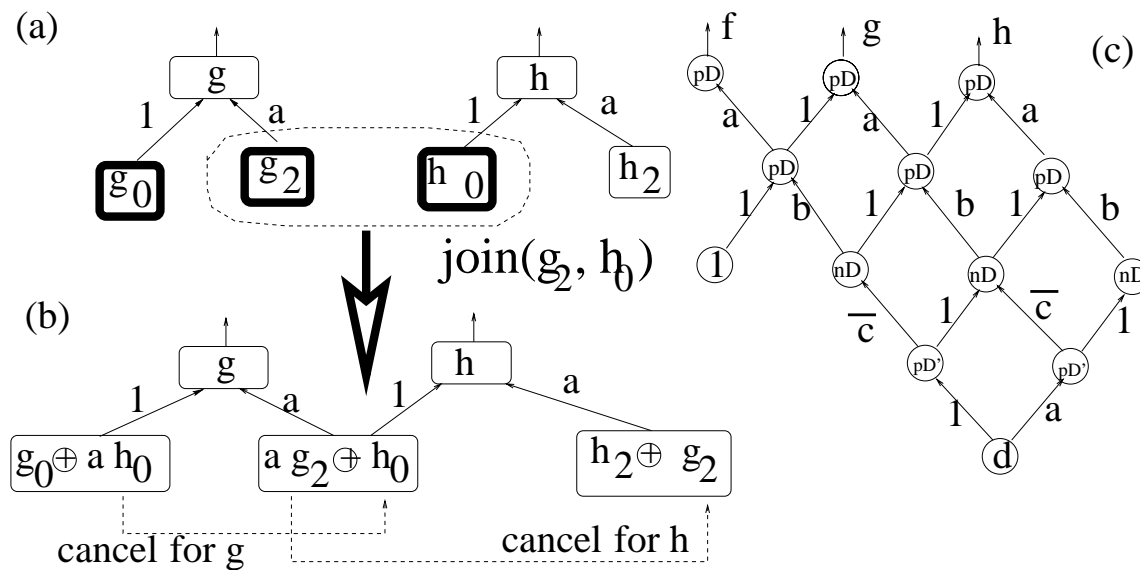 (a)
g
h
1
a
1
a
g0
g2
h 0
h2
join(g2, h0)
(b)
g
h
1
a
1
a
g0 ⊕ a h0
a g2 ⊕ h0
h2 ⊕ g2
cancel for g
cancel for h
(c)
f
g
h
pD
pD
pD
a
1
a
1
a
pD
pD
pD
1
b
1
b
1
b
1
nD
nD
nD
c̅
1
c̅
1
pD'
pD'
1
a
d